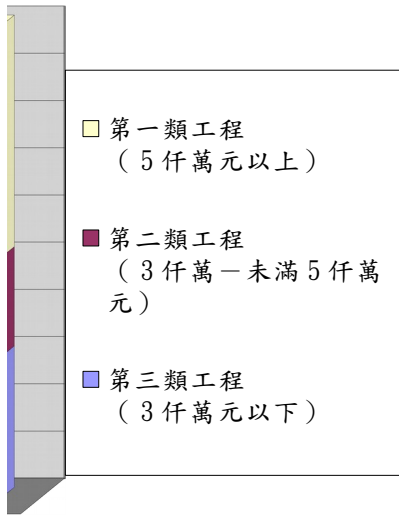 第一類工程
（５仟萬元以上）
第二類工程
（３仟萬－未滿５仟萬
元）
第三類工程
（３仟萬元以下）